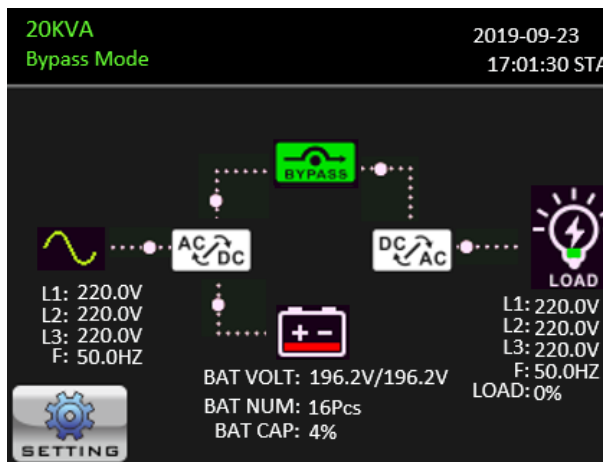 20KVA
Bypass Mode
2019-09-23
17:01:30 STA
BYPASS
AC DC
DC AC
LOAD
L1: 220.0V
L2: 220.0V
L3: 220.0V
F: 50.0HZ
L1: 220.0V
L2: 220.0V
L3: 220.0V
F: 50.0HZ
LOAD: 0%
BAT VOLT: 196.2V/196.2V
BAT NUM: 16Pcs
BAT CAP: 4%
SETTING